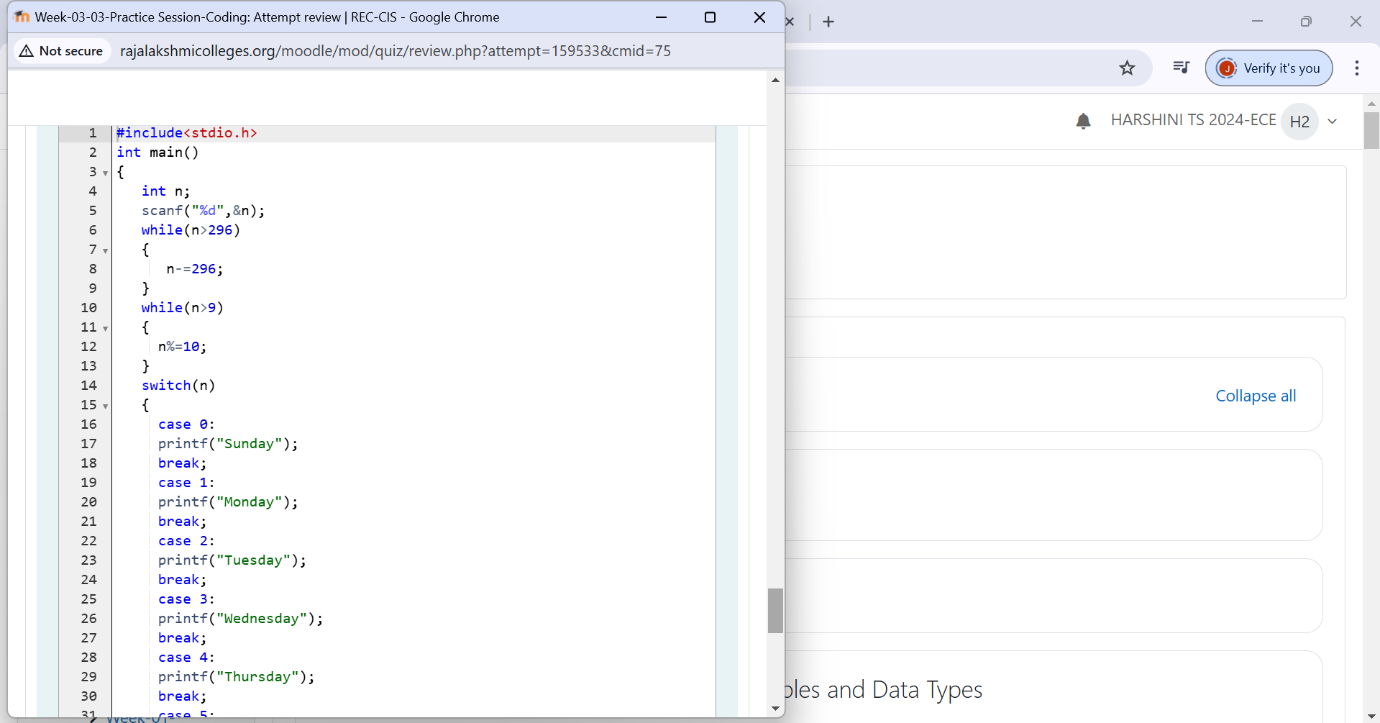 Week-03-03-Practice Session-Coding: Attempt review | REC-CIS - Google Chrome
Not secure rajalakshmicolleges.org/moodle/mod/quiz/review.php?attempt=159533&cmid=75
Verify it's you
HARSHINI TS 2024-ECE H2
Collapse all
and Data Types
1 #include<stdio.h>
2 int main()
3 {
4 int n;
5 scanf("%d",&n);
6 while(n>296)
7 {
8 n-=296;
9 }
10 while(n>9)
11 {
12 n%=10;
13 }
14 switch(n)
15 {
16 case 0:
17 printf("Sunday");
18 break;
19 case 1:
20 printf("Monday");
21 break;
22 case 2:
23 printf("Tuesday");
24 break;
25 case 3:
26 printf("Wednesday");
27 break;
28 case 4:
29 printf("Thursday");
30 break;
31 case 5: